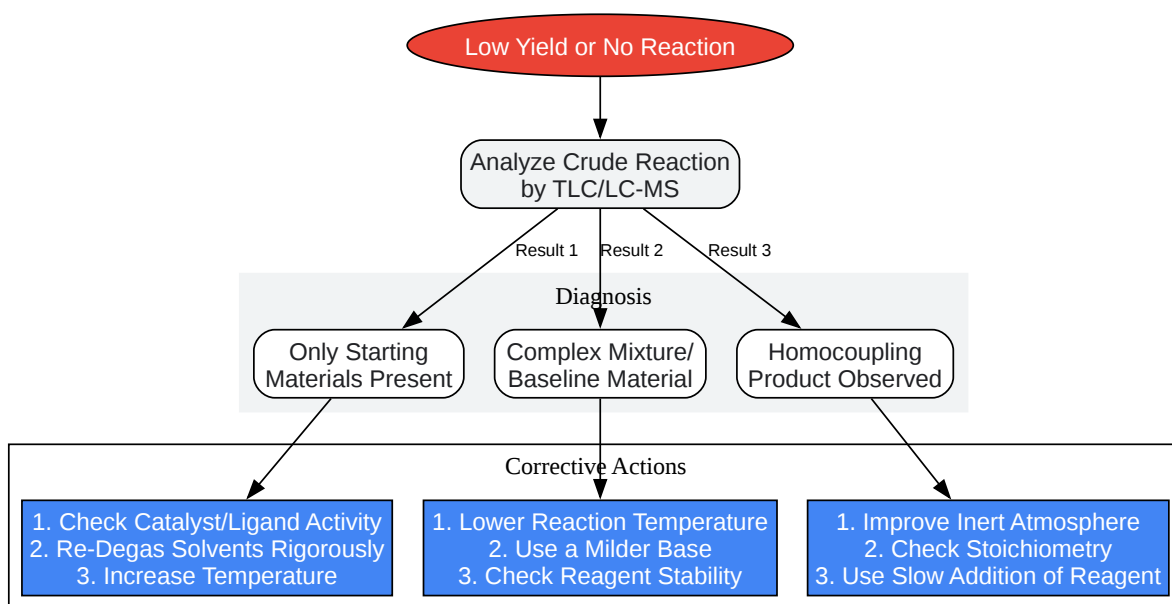 Low Yield or No Reaction
Analyze Crude Reaction
by TLC/LC-MS
Result 1
Result 2
Result 3
Diagnosis
Only Starting
Materials Present
Complex Mixture/
Baseline Material
Homocoupling
Product Observed
Corrective Actions
1. Check Catalyst/Ligand Activity
2. Re-Degas Solvents Rigorously
3. Increase Temperature
1. Lower Reaction Temperature
2. Use a Milder Base
3. Check Reagent Stability
1. Improve Inert Atmosphere
2. Check Stoichiometry
3. Use Slow Addition of Reagent